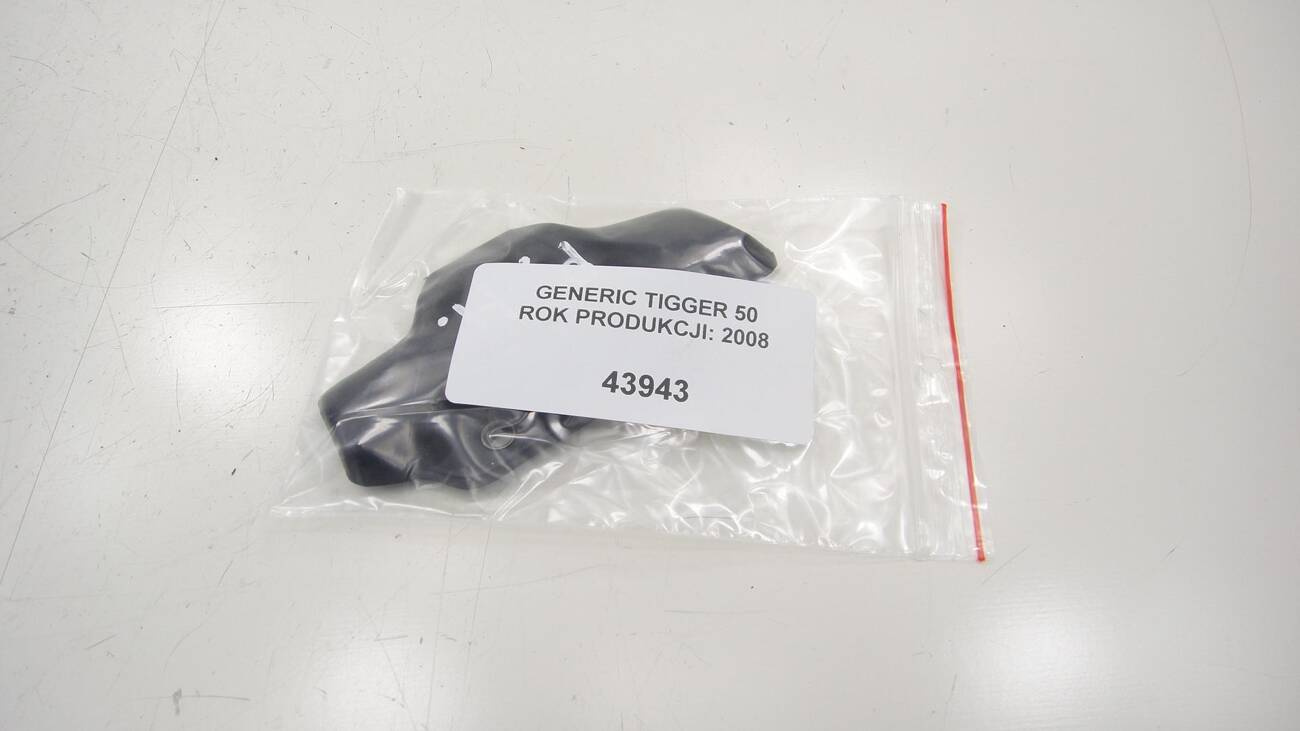 GENERIC TIGGER 50
ROK PRODUKCJI: 2008
43943